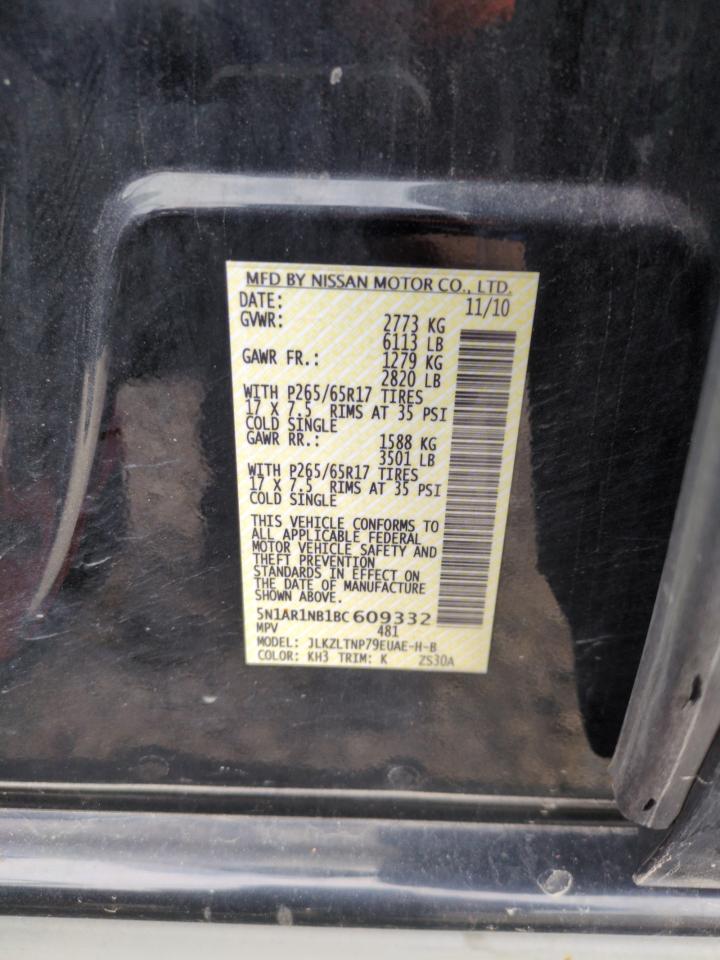 MFD BY NISSAN MOTOR CO., LTD.
DATE: 11/10
GVWR: 2773 KG
6113 LB
GAWR FR.: 1279 KG
2820 LB
WITH P265/65R17 TIRES
17 X 7.5 RIMS AT 35 PSI
COLD SINGLE
GAWR RR.: 1588 KG
3501 LB
WITH P265/65R17 TIRES
17 X 7.5 RIMS AT 35 PSI
COLD SINGLE
THIS VEHICLE CONFORMS TO
ALL APPLICABLE FEDERAL
MOTOR VEHICLE SAFETY AND
THEFT PREVENTION
STANDARDS IN EFFECT ON
THE DATE OF MANUFACTURE
SHOWN ABOVE.
5N1AR1NB1BC609332
MPV 481
MODEL: JLKZLTNP79EUAE-H-B
COLOR: KH3 TRIM: K ZS30A